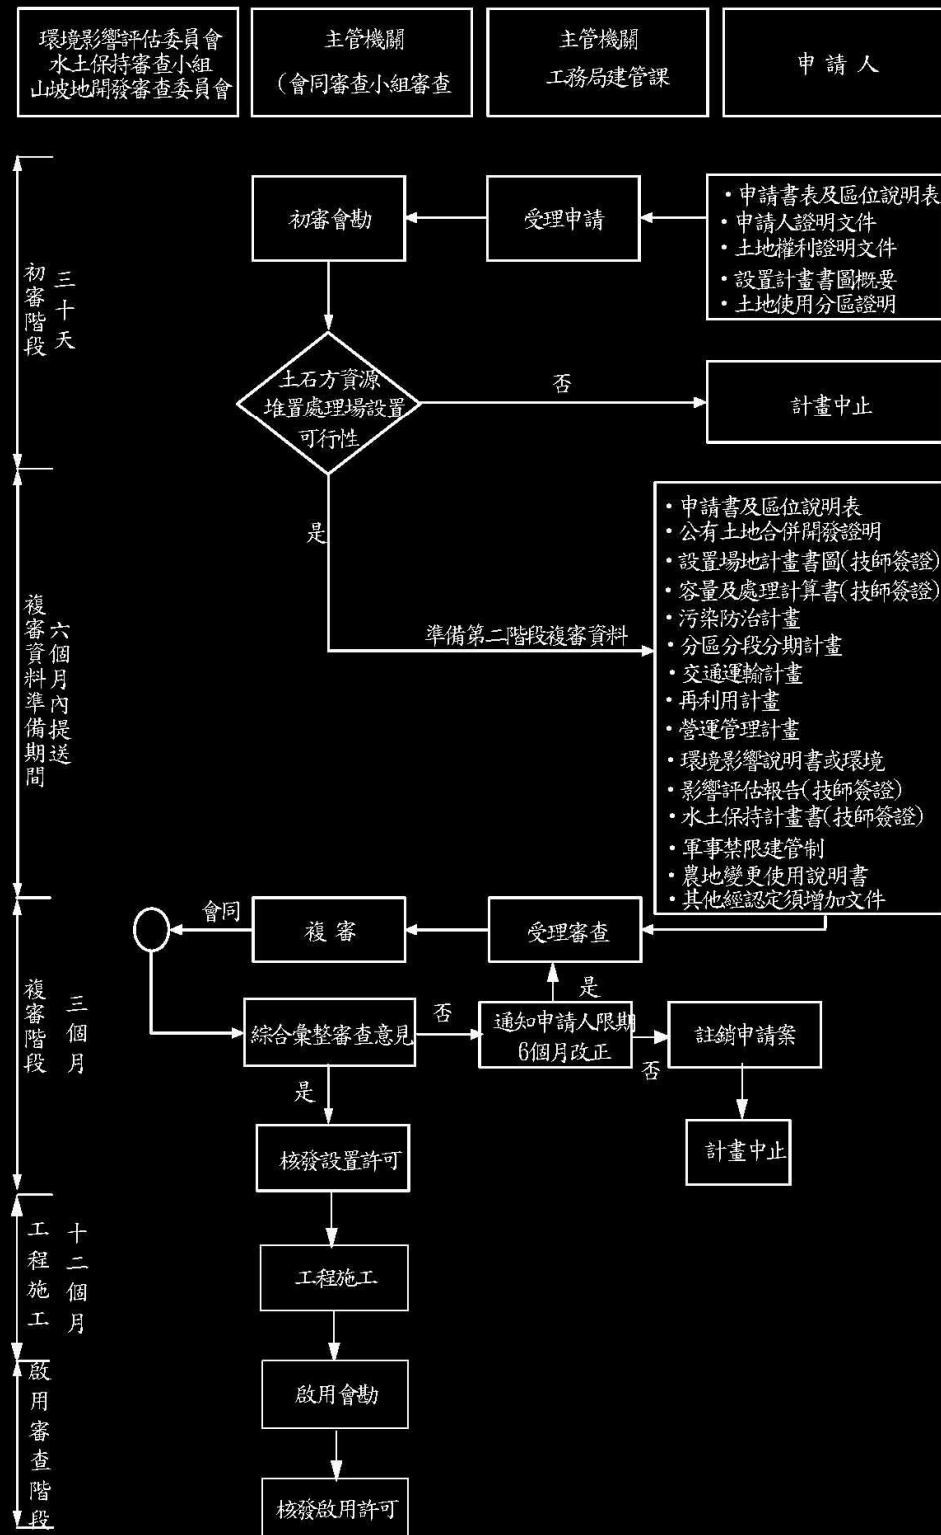 環境影響評估委員會
水土保持審查小組
山坡地開發審查委員會
主管機關
(會同審查小組審查
主管機關
工務局建管課
申請人
初審階段
三十天
初審會勘
受理申請
・申請書表及區位說明表
・申請人證明文件
・土地權利證明文件
・設置計畫書圖概要
・土地使用分區證明
土石方資源
堆置處理場設置
可行性
否
計畫中止
是
複審資料準備期間
六個月內提送
準備第二階段複審資料
・申請書及區位說明表
・公有土地合併開發證明
・設置場地計畫書圖(技師簽證)
・容量及處理計算書(技師簽證)
・污染防治計畫
・分區分段分期計畫
・交通運輸計畫
・再利用計畫
・營運管理計畫
・環境影響說明書或環境
・影響評估報告(技師簽證)
・水土保持計畫書(技師簽證)
・軍事禁限建管制
・農地變更使用說明書
・其他經認定須增加文件
複審階段
三個月
會同
複審
受理審查
是
綜合彙整審查意見
否
通知申請人限期
6個月改正
否
註銷申請案
是
核發設置許可
計畫中止
工程施工
十二個月
工程施工
啟用審查階段
啟用會勘
核發啟用許可